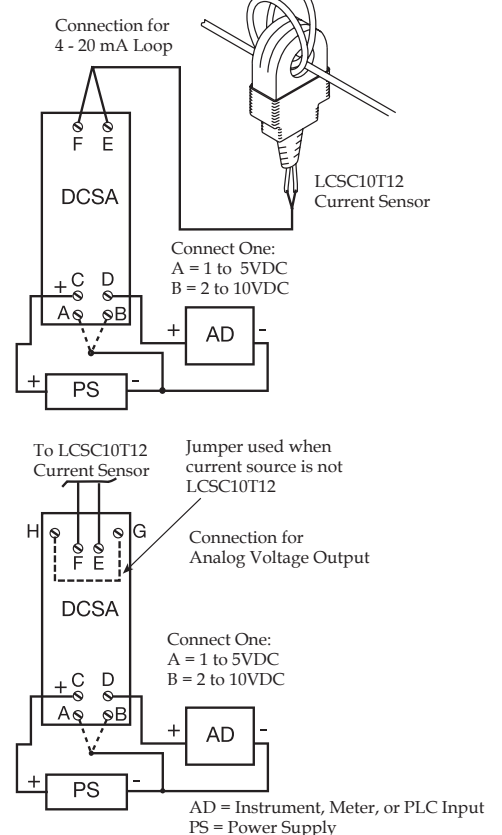 Connection for
4 - 20 mA Loop
F E
DCSA
LCSC10T12
Current Sensor
Connect One:
A = 1 to 5VDC
B = 2 to 10VDC
+ C D
A B
+ AD -
+ PS -
To LCSC10T12
Current Sensor
Jumper used when
current source is not
LCSC10T12
H G
F E
Connection for
Analog Voltage Output
DCSA
Connect One:
A = 1 to 5VDC
B = 2 to 10VDC
+ C D
A B
+ AD -
+ PS -
AD = Instrument, Meter, or PLC Input
PS = Power Supply